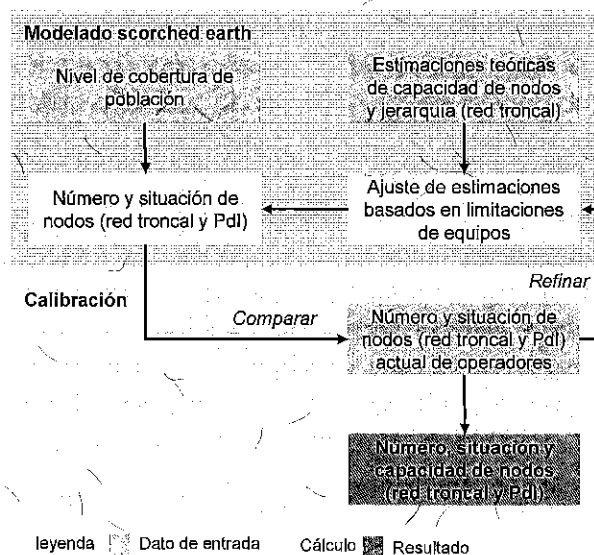 Modelado scorched earth
Nivel de cobertura de
población
Estimaciones teóricas
de capacidad de nodos
y jerarquía (red troncal)
Número y situación de
nodos (red troncal y PdI)
Ajuste de estimaciones
basados en limitaciones
de equipos
Refinar
Calibración
Comparar
Número y situación de
nodos (red troncal y PdI)
actual de operadores
Número, situación y
capacidad de nodos
(red troncal y PdI)
leyenda Dato de entrada Cálculo Resultado